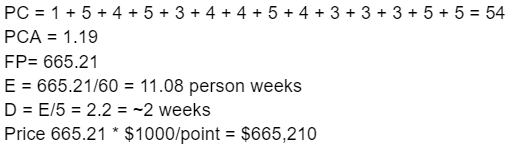 PC = 1 + 5 + 4 + 5 + 3 + 4 + 4 + 5 + 4 + 3 + 3 + 3 + 5 + 5 = 54
PCA = 1.19
FP= 665.21
E = 665.21/60 = 11.08 person weeks
D = E/5 = 2.2 = ~2 weeks
Price 665.21 * $1000/point = $665,210